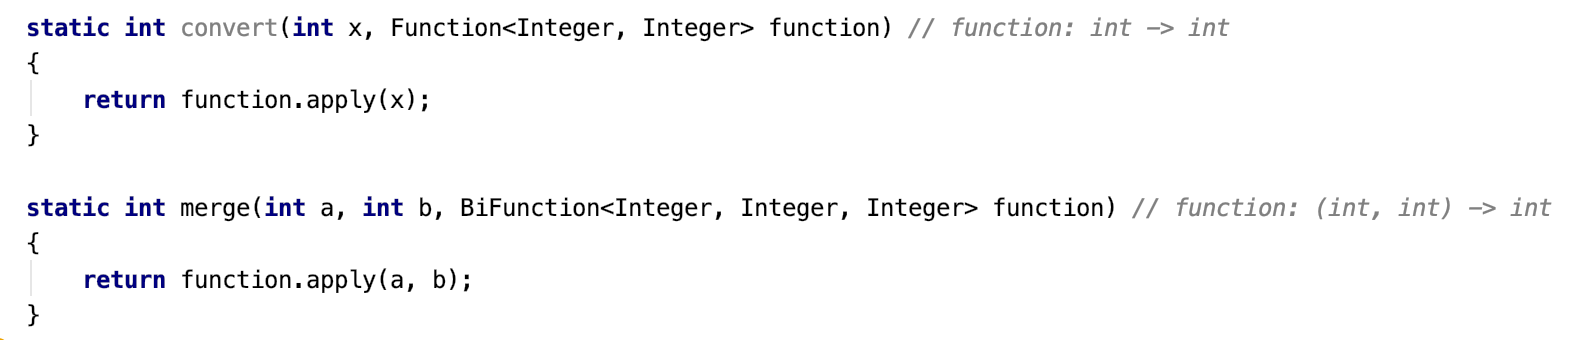 static int convert(int x, Function<Integer, Integer> function) // function: int -> int
{
    return function.apply(x);
}
static int merge(int a, int b, BiFunction<Integer, Integer, Integer> function) // function: (int, int) -> int
{
    return function.apply(a, b);
}